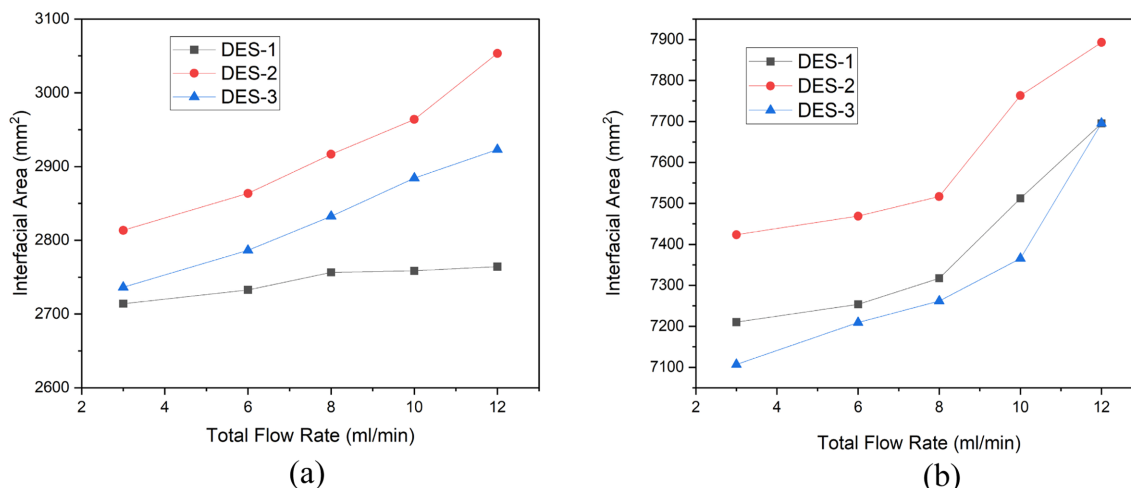 3100
3000
2900
2800
2700
2600
Interfacial Area (mm²)
DES-1
DES-2
DES-3
2
4
6
8
10
12
Total Flow Rate (ml/min)
(a)
7900
7800
7700
7600
7500
7400
7300
7200
7100
Interfacial Area (mm²)
DES-1
DES-2
DES-3
2
4
6
8
10
12
Total Flow Rate (ml/min)
(b)